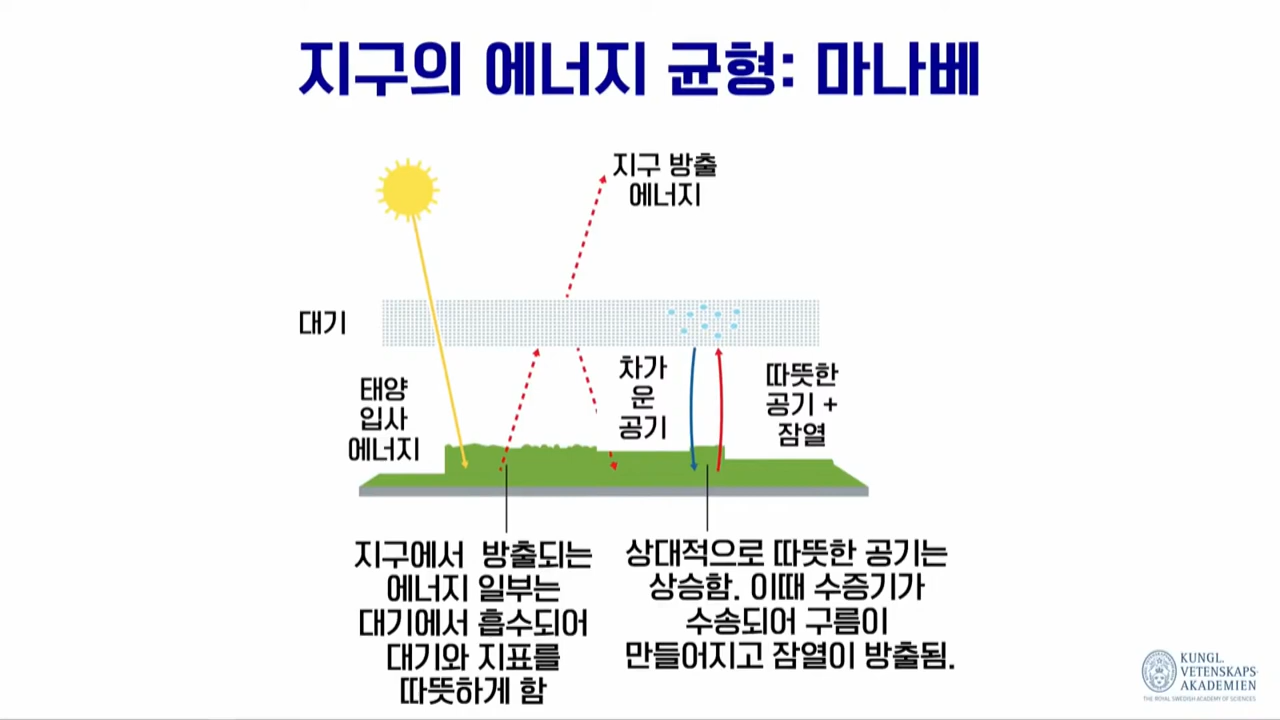 지구의 에너지 균형: 마나베
지구 방출
에너지
대기
태양
입사
에너지
차가
운
공기
따뜻한
공기 +
잠열
지구에서 방출되는
에너지 일부는
대기에서 흡수되어
대기와 지표를
따뜻하게 함
상대적으로 따뜻한 공기는
상승함. 이때 수증기가
수송되어 구름이
만들어지고 잠열이 방출됨.
KUNGL.
VETENSKAPS-
AKADEMIEN
THE ROYAL SWEDISH ACADEMY OF SCIENCES